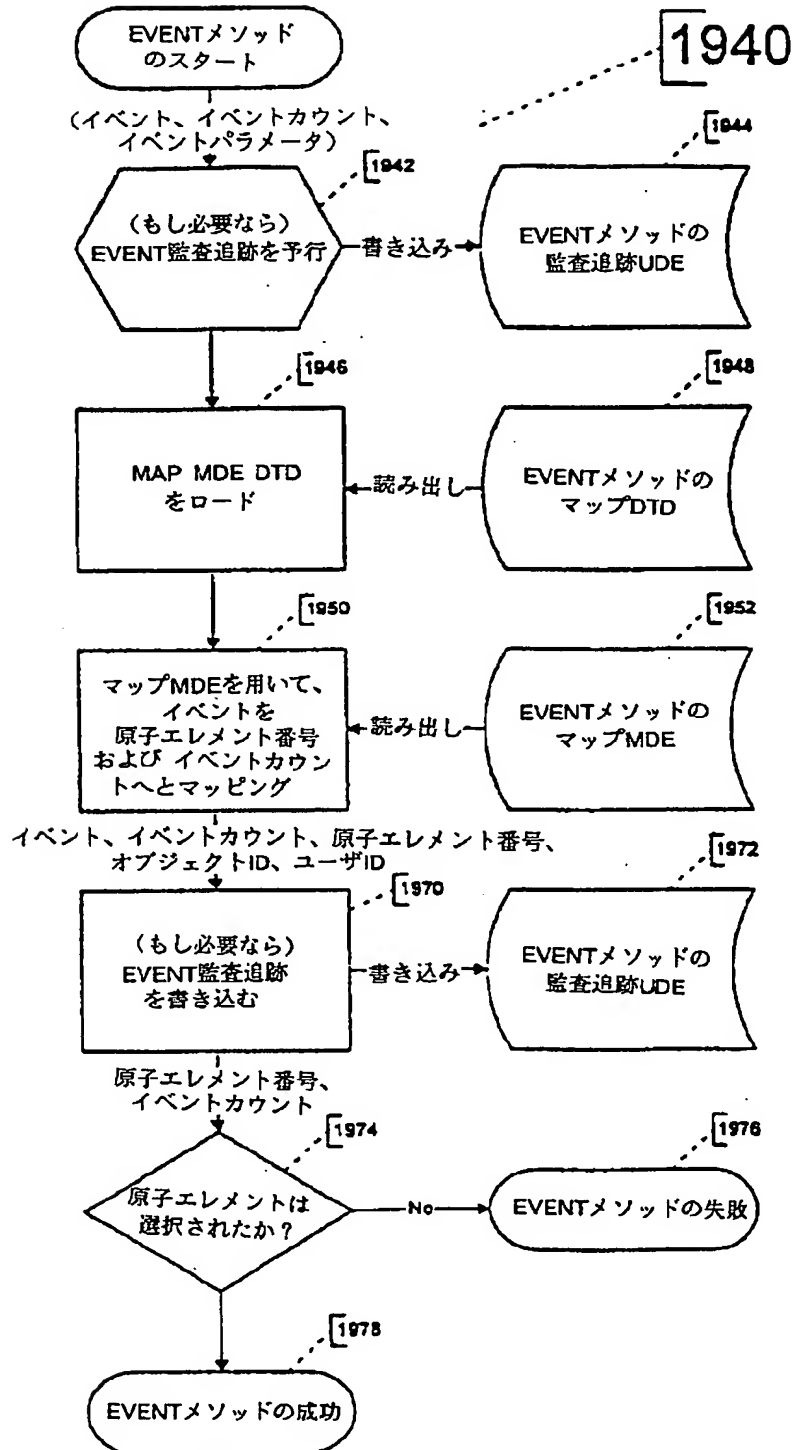 EVENTメソッド
のスタート
1940
(イベント、イベントカウント、
イベントパラメータ)
1942
1944
(もし必要なら)
EVENT監査追跡を予行
書き込み
EVENTメソッドの
監査追跡UDE
1946
1948
MAP MDE DTD
をロード
読み出し
EVENTメソッドの
マップDTD
1950
1952
マップMDEを用いて、
イベントを
原子エレメント番号
および イベントカウン
トへとマッピング
読み出し
EVENTメソッドの
マップMDE
イベント、イベントカウント、原子エレメント番号、
オブジェクトID、ユーザID
1970
1972
(もし必要なら)
EVENT監査追跡
を書き込む
書き込み
EVENTメソッドの
監査追跡UDE
原子エレメント番号、
イベントカウント
1974
1976
原子エレメントは
選択されたか?
No
EVENTメソッドの失敗
1978
EVENTメソッドの成功